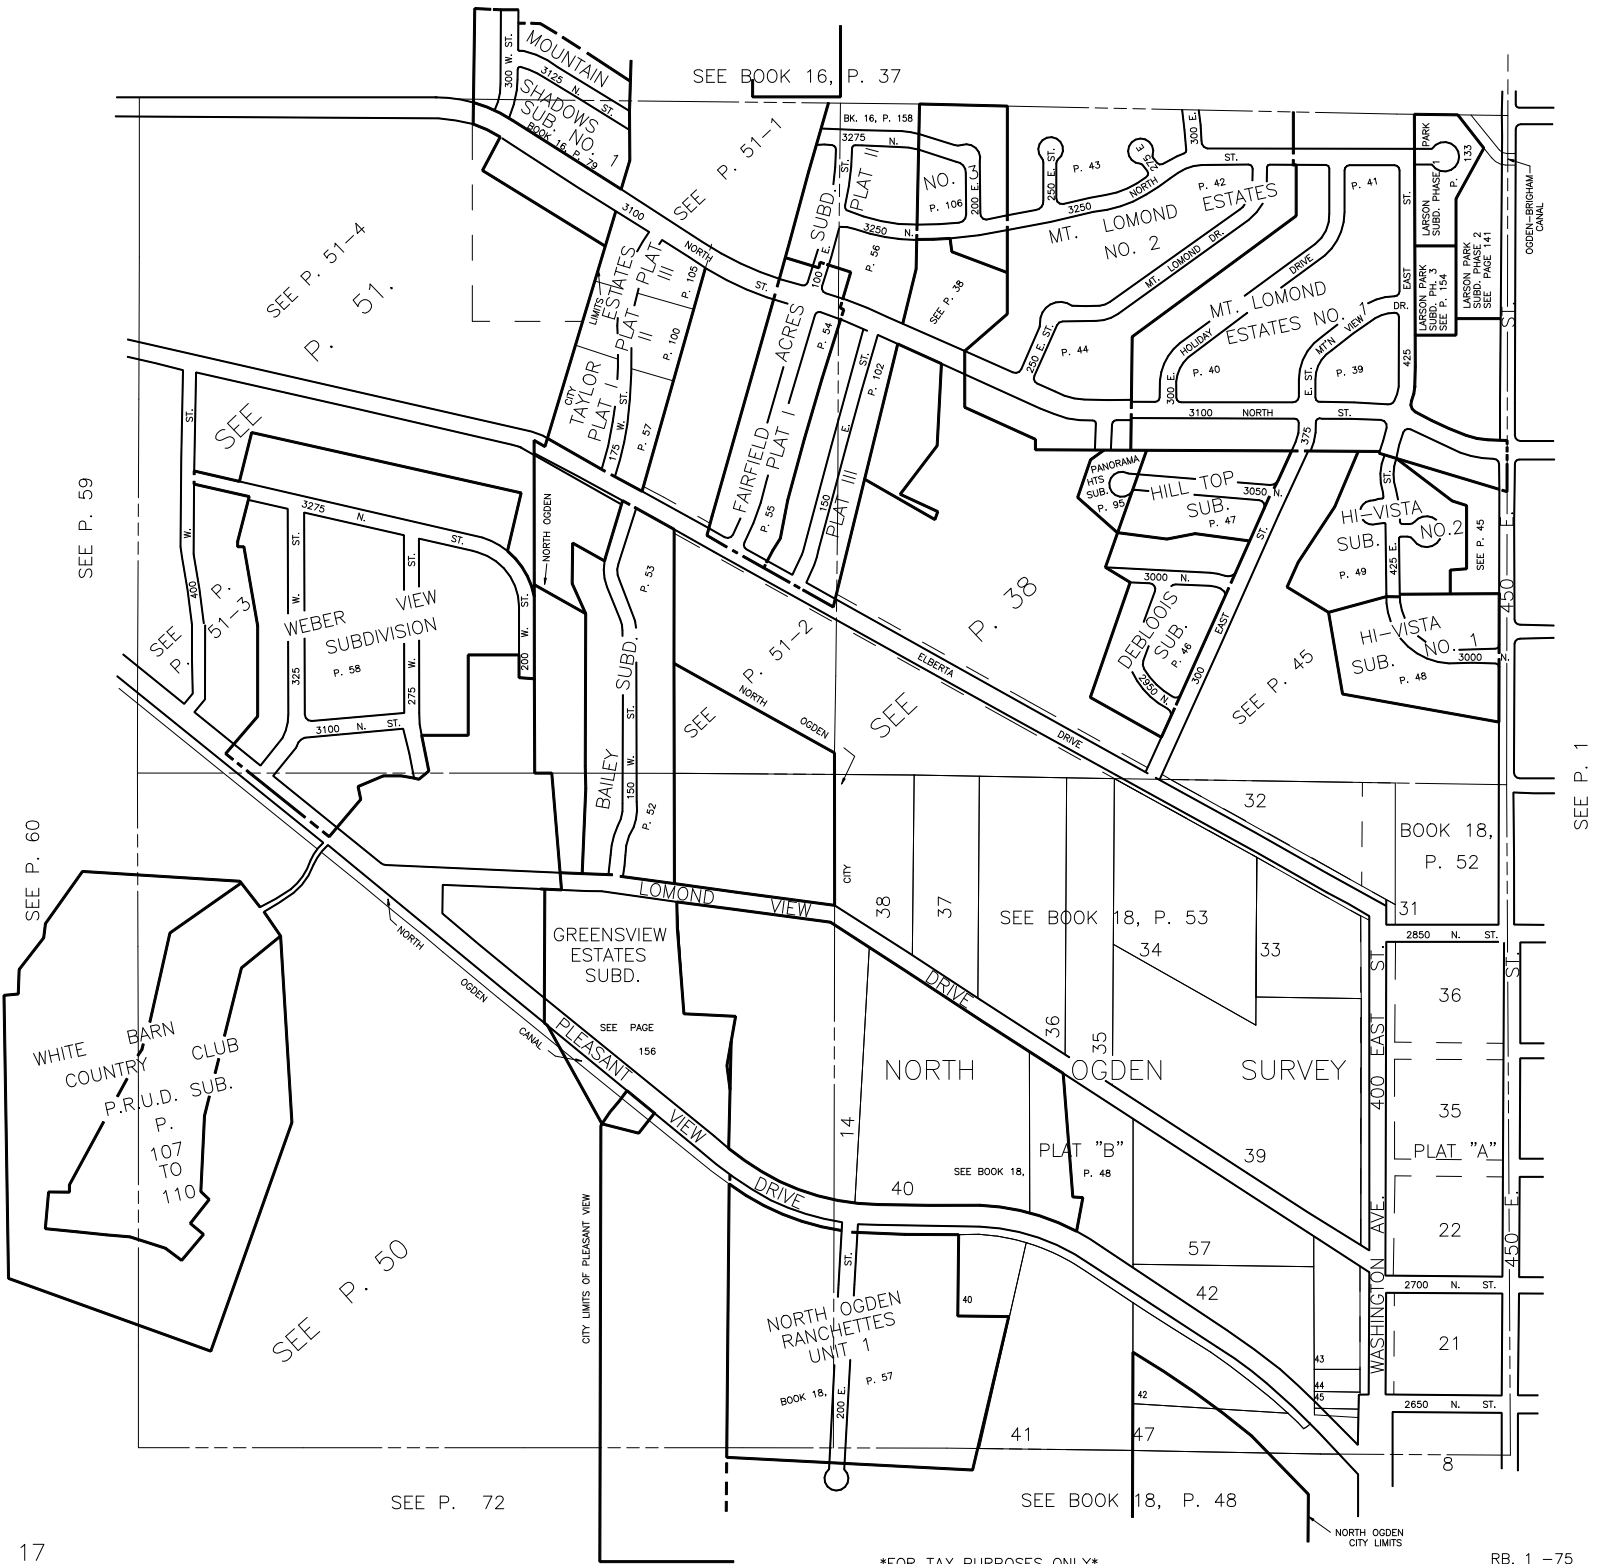 SEE BOOK 16, P. 37
MOUNTAIN
SHADOWS
SUB. NO. 1
BOOK 16, P. 79
300 W. ST.
3125 N. ST.
SEE P. 51-1
BK. 16, P. 158
3275 N.
PLAT II
SUBD.
ST.
NO. 3
P. 106
200 E.
250 E. ST.
P. 43
275 E
300 E.
ST.
P. 42
3250 NORTH
3250 N.
MT. LOMOND ESTATES
NO. 2
MT. LOMOND DR.
P. 41
ST.
EAST
425
PARK
LARSON
SUBD. PHASE 1
P. 133
LARSON PARK
SUBD. PH. 3
SEE P. 154
LARSON PARK
SUBD. PHASE 2
SEE PAGE 141
OGDEN-BRIGHAM
CANAL
SEE P. 51-4
SEE P. 51.
3100 NORTH ST.
CITY LIMITS
TAYLOR ESTATES
PLAT I
PLAT II
PLAT III
P. 105
P. 100
P. 57
175 W. ST.
100 E.
P. 56
SEE P. 38
FAIRFIELD ACRES
PLAT I
P. 54
P. 55
PLAT III
150 E. ST.
P. 102
250 E. ST.
P. 44
MT. LOMOND
ESTATES NO. 1
HOLIDAY DRIVE
300 E.
P. 40
MT'N VIEW DR.
E. ST.
P. 39
3100 NORTH ST.
375
ST.
SEE P. 59
ST.
W.
400
3275 N. ST.
SEE P. 51-3
WEBER VIEW
SUBDIVISION
P. 58
325 W. ST.
275 W. ST.
200 W. ST.
3100 N. ST.
NORTH OGDEN
P. 53
BAILEY SUBD.
150 W. ST.
P. 52
SEE P. 51-2
NORTH OGDEN
CITY
SEE P. 38
ELBERTA DRIVE
PANORAMA
HTS
SUB.
P. 95
HILL TOP
SUB.
3050 N.
P. 47
3000 N.
DEBLOOIS
SUB.
P. 46
2950 N.
300 EAST ST.
HI-VISTA
SUB. NO.2
P. 49
425 E. ST.
SEE P. 45
HI-VISTA
SUB. NO. 1
3000 N.
P. 48
SEE P. 45
450 E. ST.
SEE P. 1
SEE P. 60
32
BOOK 18,
P. 52
31
2850 N. ST.
LOMOND VIEW DRIVE
38
37
SEE BOOK 18, P. 53
34
33
36
35
GREENSVIEW
ESTATES
SUBD.
SEE PAGE
156
NORTH OGDEN CANAL
PLEASANT VIEW DRIVE
WHITE BARN
COUNTRY CLUB
P.R.U.D. SUB.
P.
107
TO
110
NORTH OGDEN SURVEY
PLAT "B"
SEE BOOK 18, P. 48
14
40
39
57
42
WASHINGTON AVE.
400 EAST ST.
36
35
PLAT "A"
22
450 E. ST.
2700 N. ST.
21
2650 N. ST.
8
SEE P. 50
CITY LIMITS OF PLEASANT VIEW
NORTH OGDEN
RANCHETTES
UNIT 1
BOOK 18, P. 57
200 E. ST.
40
41
42
43
44
45
47
SEE P. 72
SEE BOOK 18, P. 48
NORTH OGDEN
CITY LIMITS
17
*FOR TAX PURPOSES ONLY*
RB. 1 -75